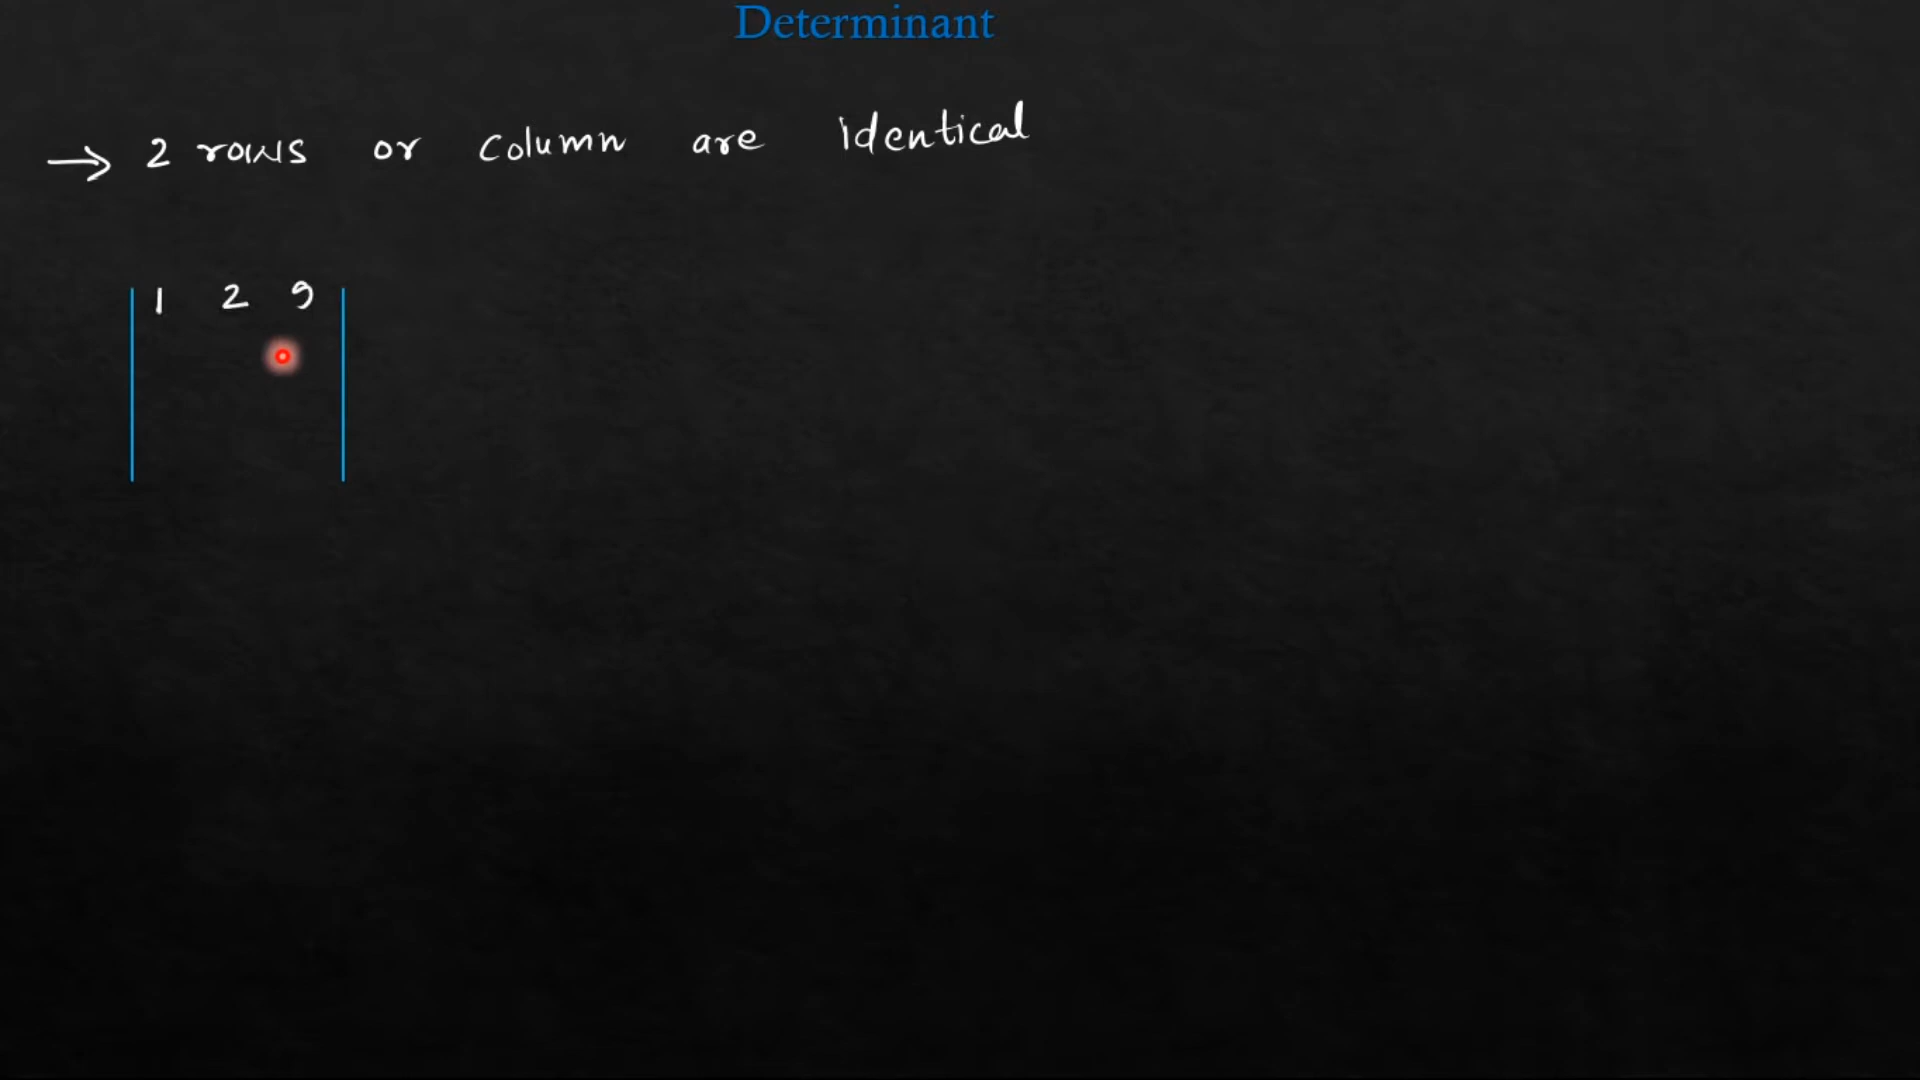 Determinant
→ 2 rows or column are identical
1 2 9